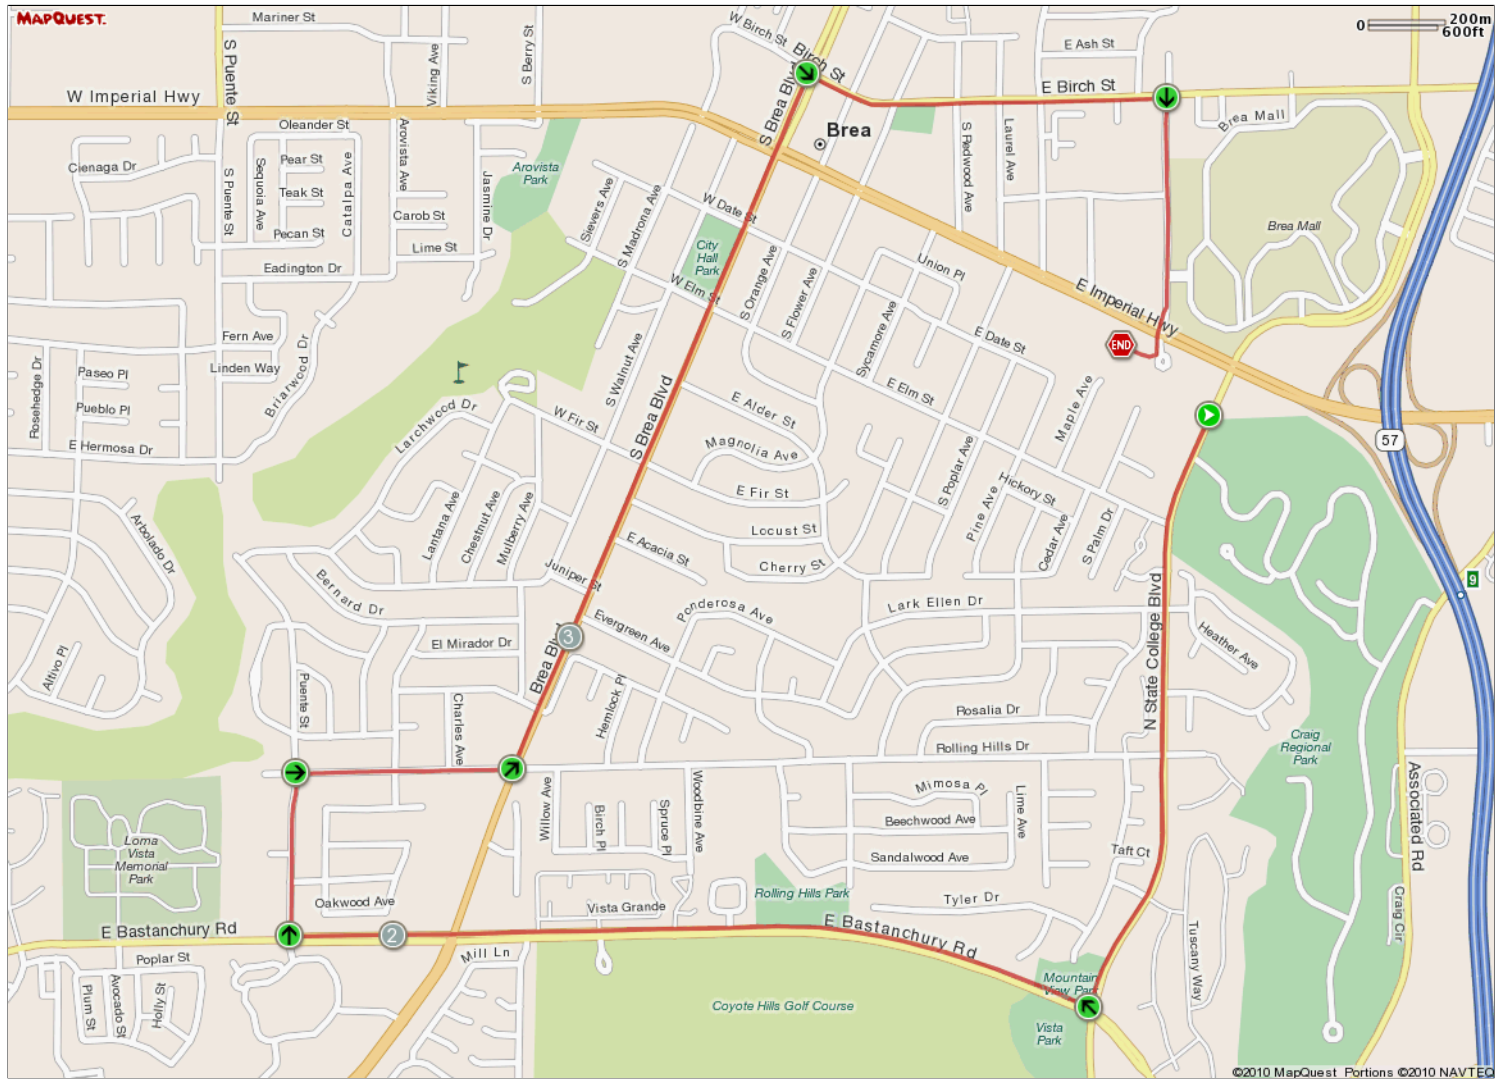 MAPQUEST.
Mariner St
W Birch St
Birch St
0 200m
600ft
E Ash St
S Puente St
Viking Ave
S Berry St
S Brea Blvd
E Birch St
W Imperial Hwy
Oleander St
Brea
Brea Mall
Cienaga Dr
Sequoia Ave
Pear St
Catalpa Ave
Arovista Ave
Jasmine Dr
Arovista
Park
S Redwood Ave
Laurel Ave
S Puente St
Teak St
Carob St
Sievers Ave
S Madrona Ave
W Date St
Pecan St
Lime St
City
Hall
Park
Brea Mall
Eadington Dr
W Elm St
S Orange Ave
S Flower Ave
Union Pl
E Imperial Hwy
Fern Ave
Linden Way
Briarwood Dr
S Walnut Ave
Sycamore Ave
E Date St
END
Rosehedge Dr
Paseo Pl
Pueblo Pl
E Hermosa Dr
Larchwood Dr
W Fir St
S Brea Blvd
E Alder St
E Elm St
Maple Ave
Magnolia Ave
57
E Fir St
S Poplar Ave
Hickory St
Pine Ave
Locust St
Lantana Ave
Chestnut Ave
Mulberry Ave
Arbolado Dr
E Acacia St
Cherry St
Cedar Ave
S Palm Dr
9
Juniper St
Bernard Dr
Ponderosa Ave
Lark Ellen Dr
Evergreen Ave
3
El Mirador Dr
Brea Blvd
N State College Blvd
Heather Ave
Altivo Pl
Puente St
Charles Ave
Hemlock Pl
Rosalia Dr
Rolling Hills Dr
Craig
Regional
Park
Associated Rd
Willow Ave
Birch Pl
Spruce Pl
Woodbine Ave
Mimosa Pl
Beechwood Ave
Lime Ave
Sandalwood Ave
Taft Ct
Loma
Vista
Memorial
Park
Oakwood Ave
Vista Grande
Rolling Hills Park
Tyler Dr
Craig Cir
Tuscany Way
E Bastanchury Rd
2
E Bastanchury Rd
Poplar St
Mill Ln
Plum St
Avocado St
Holly St
Coyote Hills Golf Course
Mountain
View Park
Vista
Park
©2010 MapQuest Portions ©2010 NAVTEQ